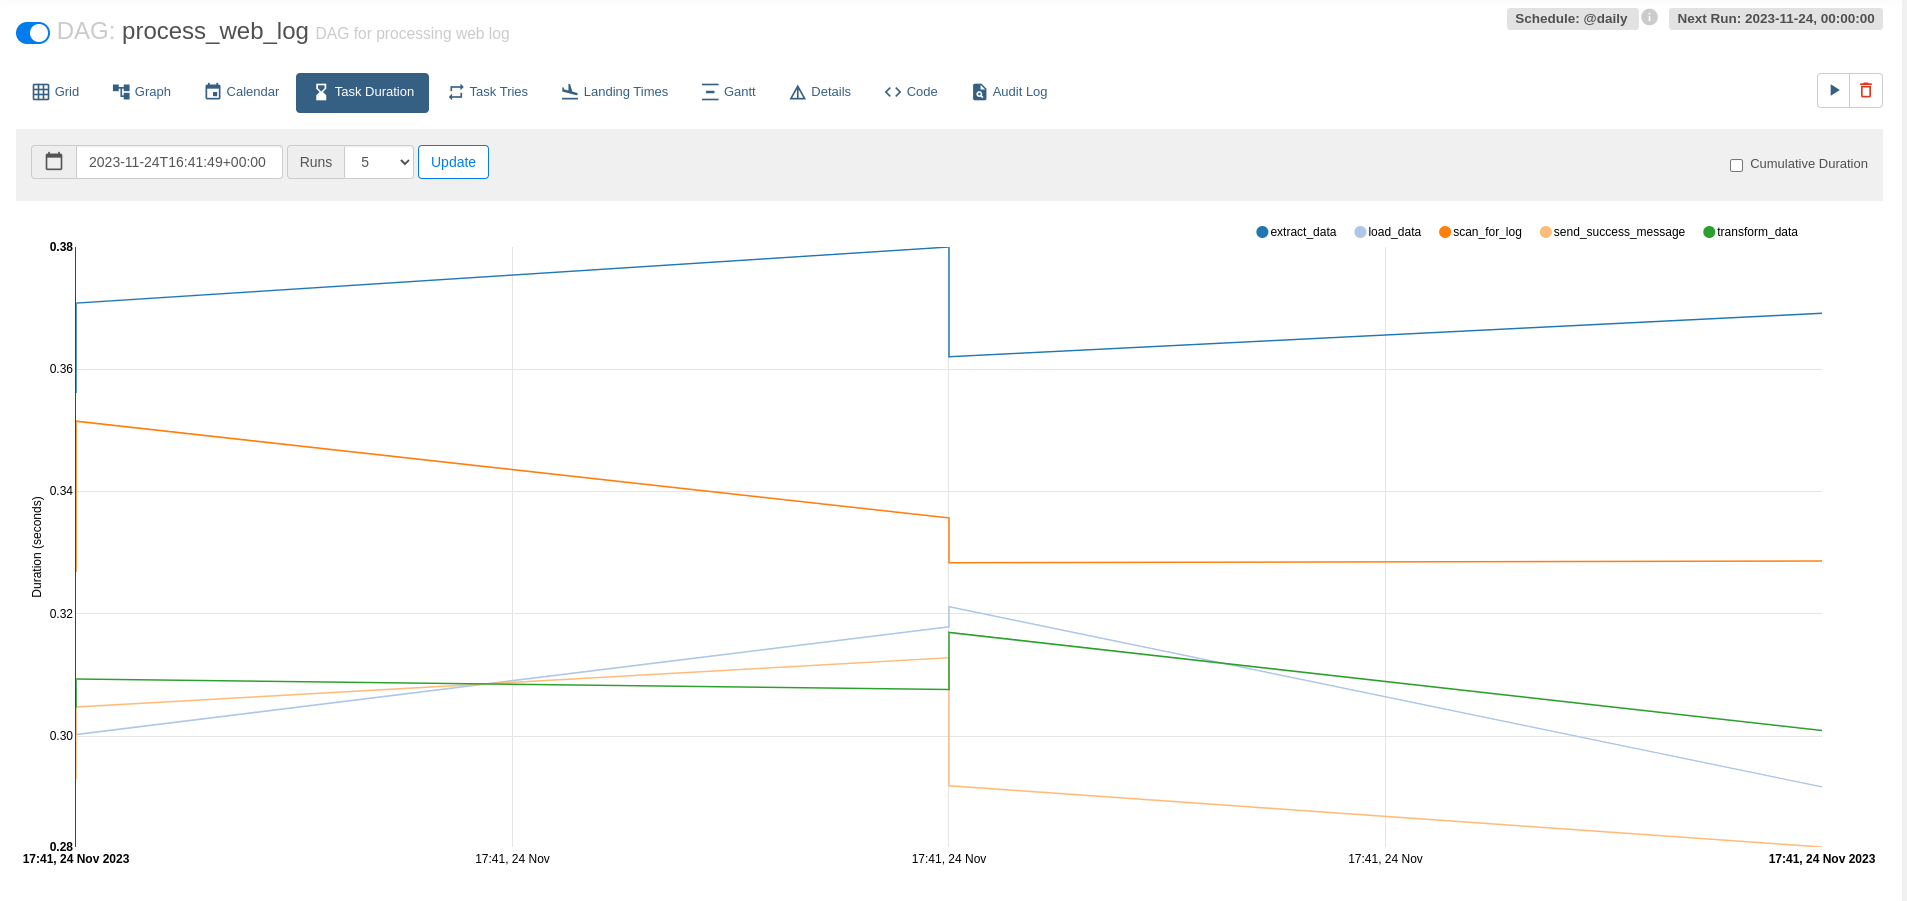 DAG: process_web_log DAG for processing web log
Schedule: @daily Next Run: 2023-11-24, 00:00:00
Grid Graph Calendar Task Duration Task Tries Landing Times Gantt Details Code Audit Log
2023-11-24T16:41:49+00:00 Runs 5 Update Cumulative Duration
extract_data load_data scan_for_log send_success_message transform_data
0.38
0.36
0.34
0.32
0.30
0.28
Duration (seconds)
17:41, 24 Nov 2023 17:41, 24 Nov 17:41, 24 Nov 17:41, 24 Nov 17:41, 24 Nov 2023